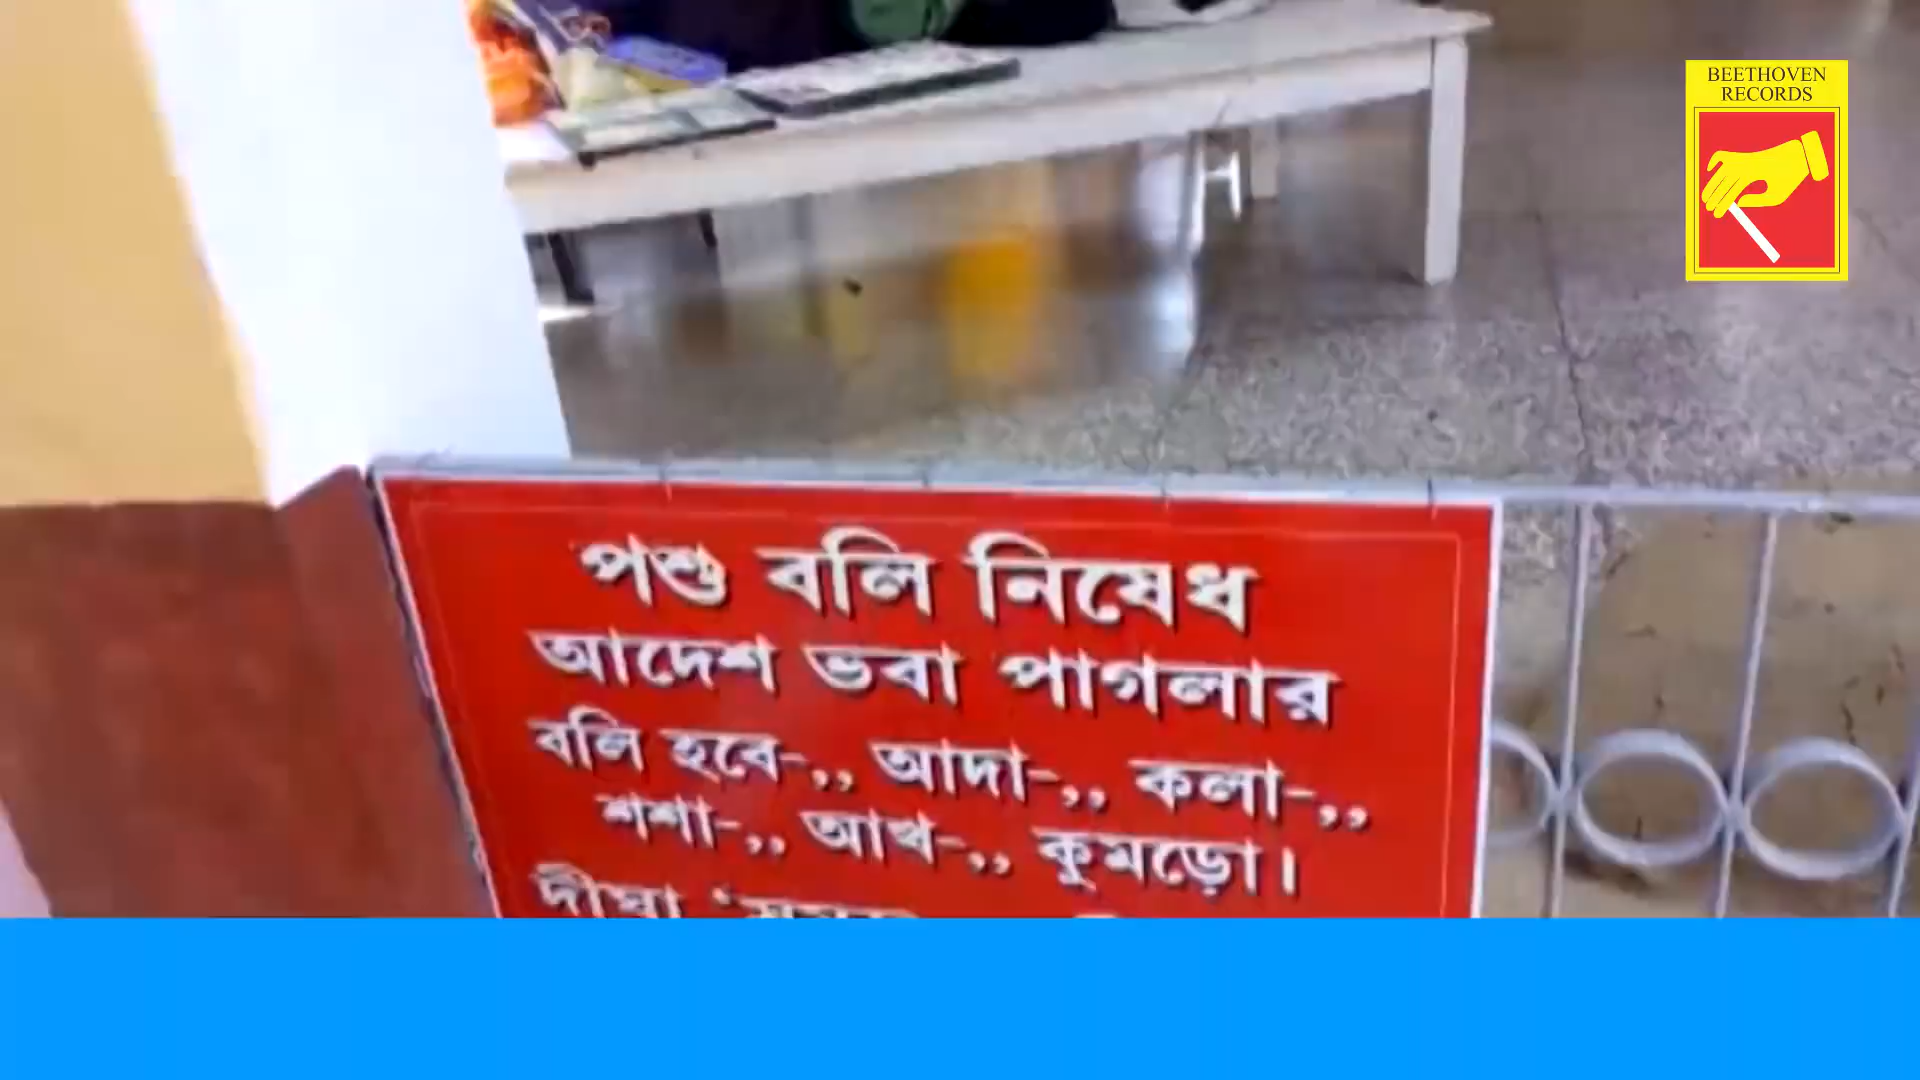 BEETHOVEN
RECORDS
পশু বলি নিষেধ
আদেশ ভবা পাগলার
বলি হবে-,, আদা-,, কলা-,,
শশা-,, আখ-,, কুমড়ো।